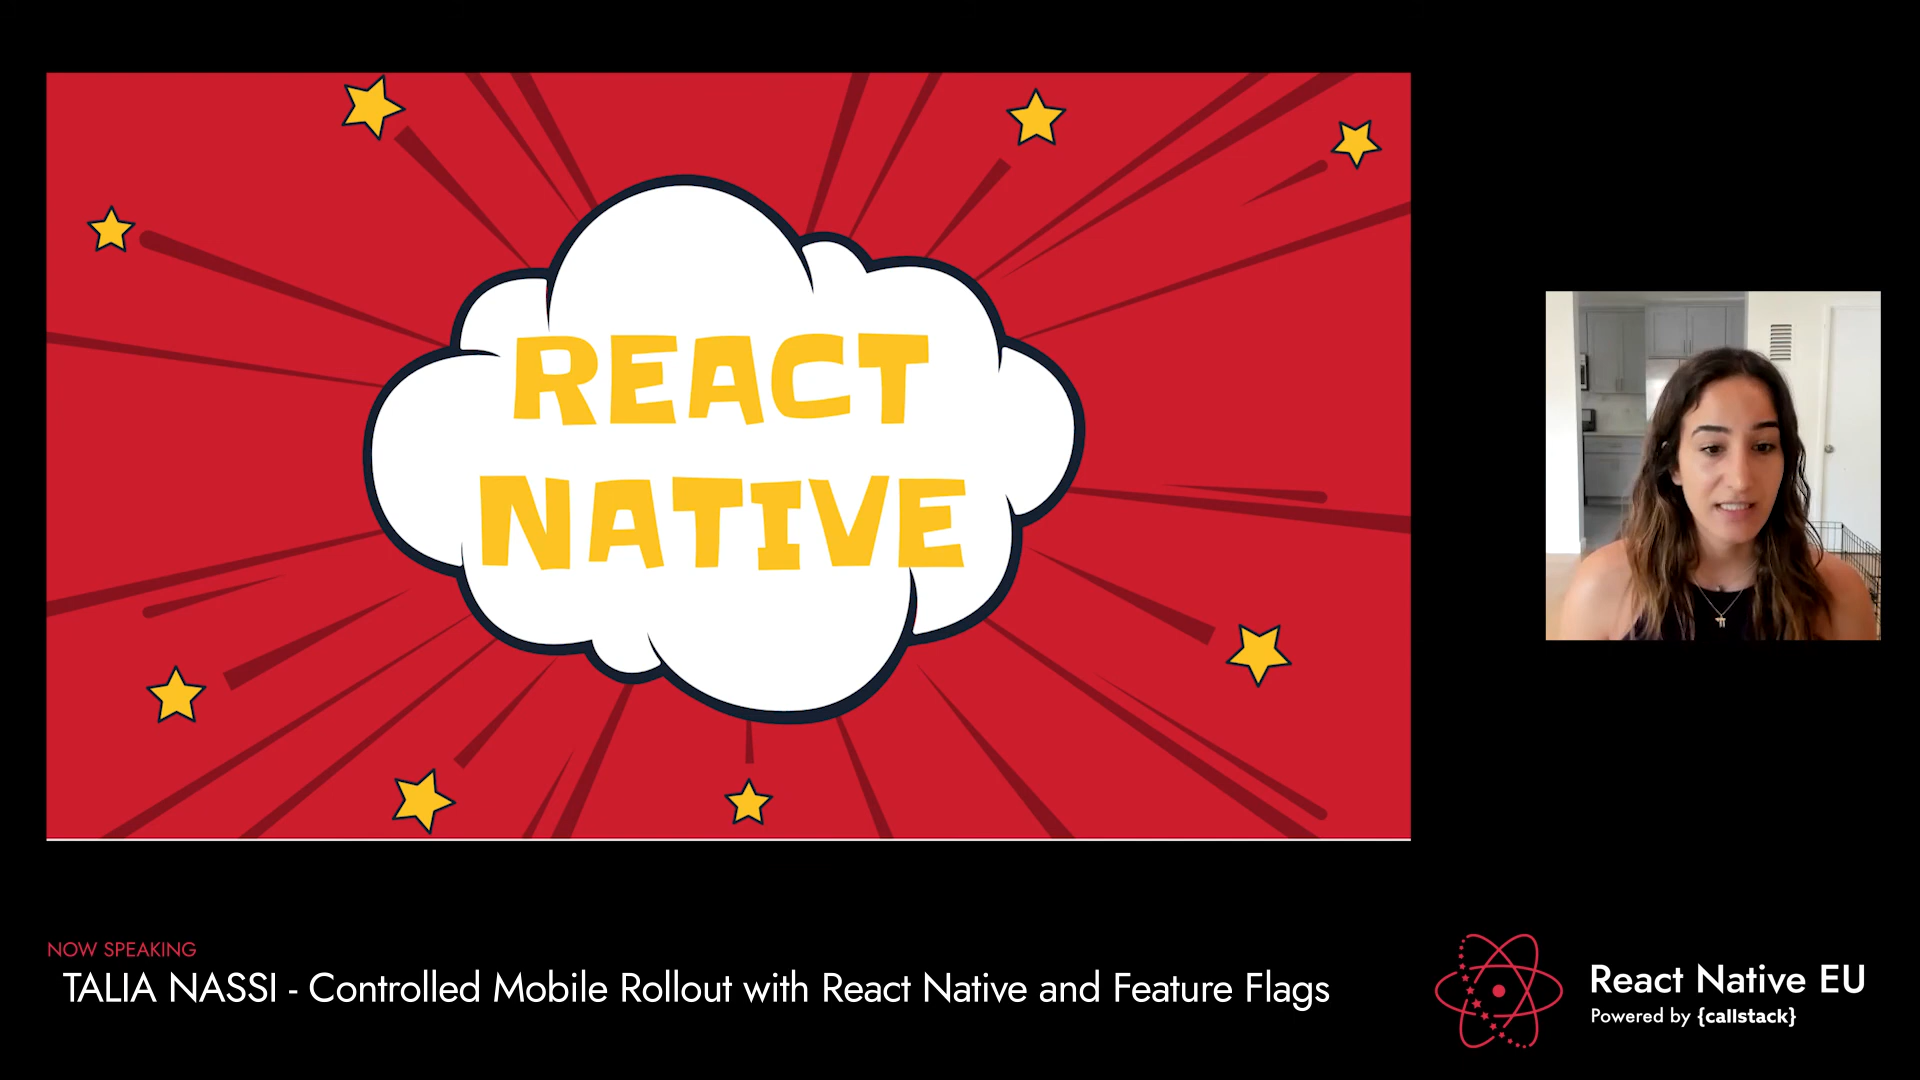 REACT
NATIVE
NOW SPEAKING
TALIA NASSI - Controlled Mobile Rollout with React Native and Feature Flags
React Native EU
Powered by {callstack}